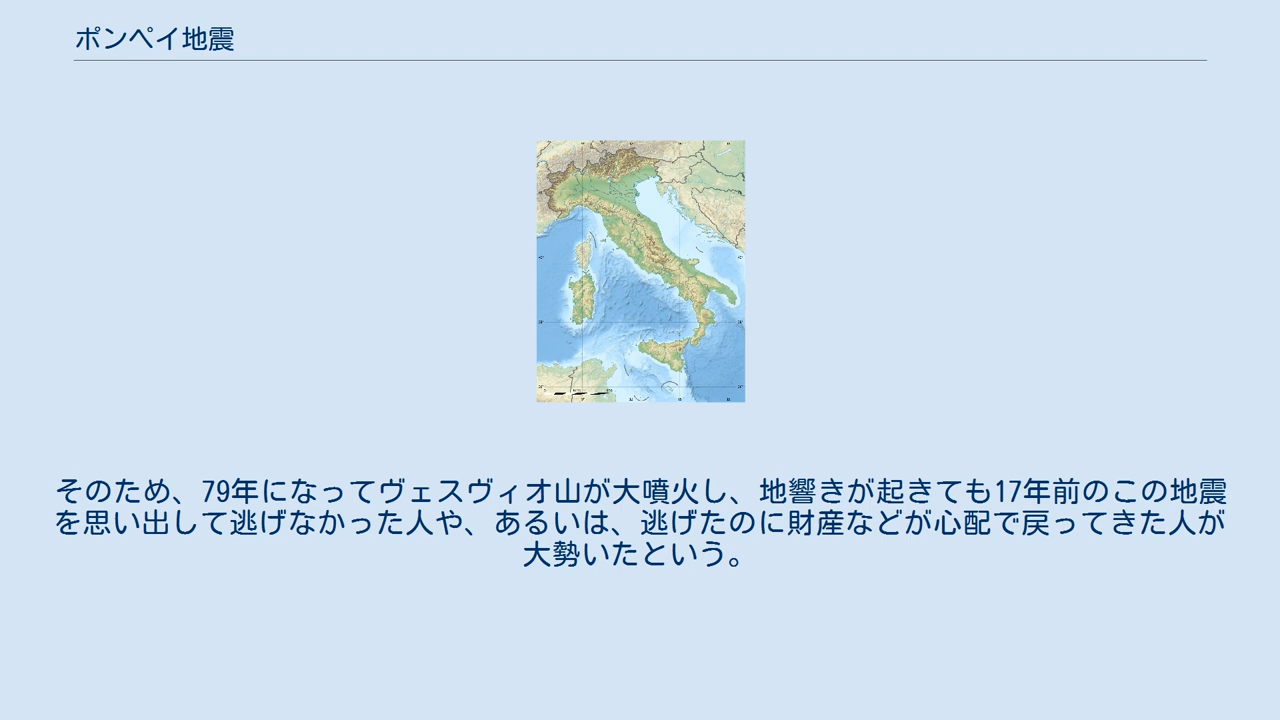 ポンペイ地震
そのため、79年になってヴェスヴィオ山が大噴火し、地響きが起きても17年前のこの地震
を思い出して逃げなかった人や、あるいは、逃げたのに財産などが心配で戻ってきた人が
大勢いたという。